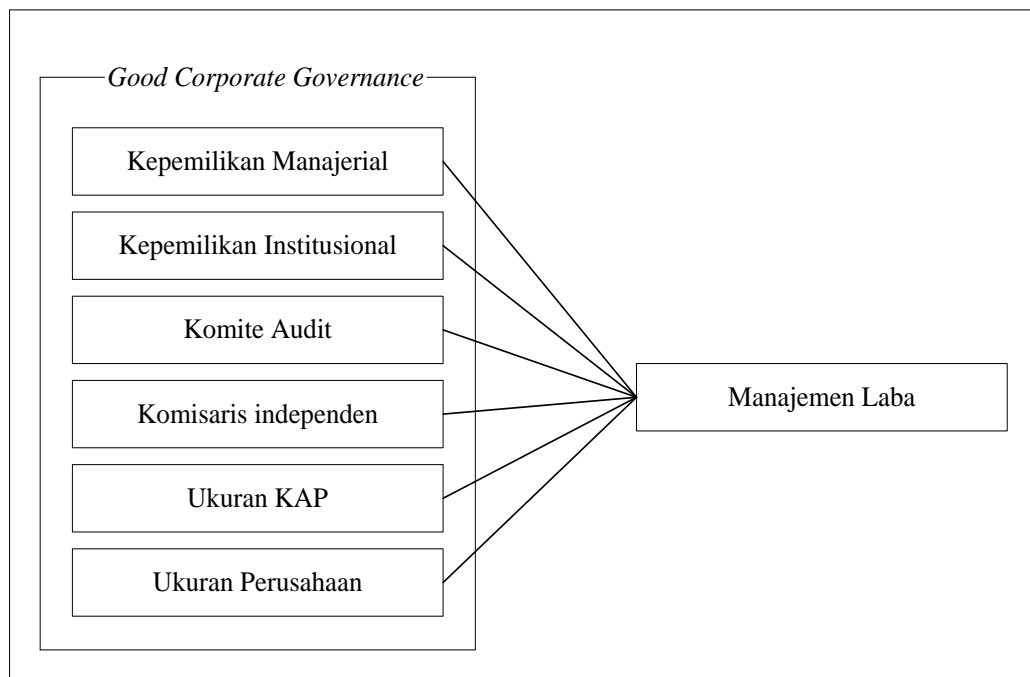 Good Corporate Governance
Kepemilikan Manajerial
Kepemilikan Institusional
Komite Audit
Komisaris independen
Ukuran KAP
Ukuran Perusahaan
Manajemen Laba